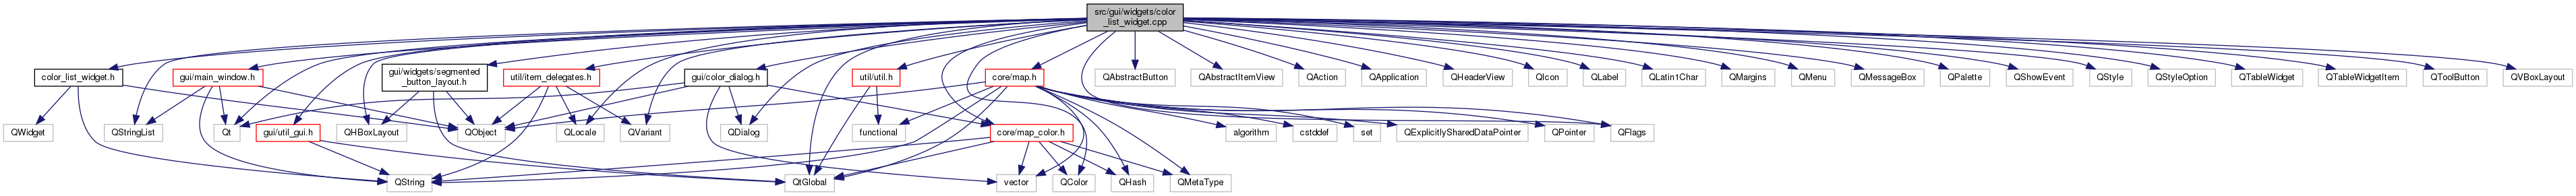 src/gui/widgets/color
_list_widget.cpp
color_list_widget.h
gui/main_window.h
gui/widgets/segmented
_button_layout.h
util/item_delegates.h
gui/color_dialog.h
util/util.h
core/map.h
QAbstractButton
QAbstractItemView
QAction
QApplication
QHeaderView
QIcon
QLabel
QLatin1Char
QMargins
QMenu
QMessageBox
QPalette
QShowEvent
QStyle
QStyleOption
QTableWidget
QTableWidgetItem
QToolButton
QVBoxLayout
QWidget
QStringList
Qt
gui/util_gui.h
QHBoxLayout
QObject
QLocale
QVariant
QDialog
functional
core/map_color.h
algorithm
cstddef
set
QExplicitlySharedDataPointer
QPointer
QFlags
QString
QtGlobal
vector
QColor
QHash
QMetaType